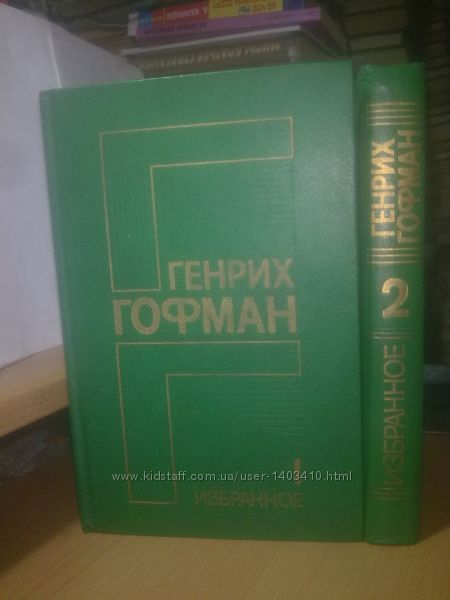 ГЕНРИХ
ГОФМАН
1
ИЗБРАННОЕ
ГЕНРИХ
ГОФМАН
2
ИЗБРАННОЕ
www.kidstaff.com.ua/user-1403410.html